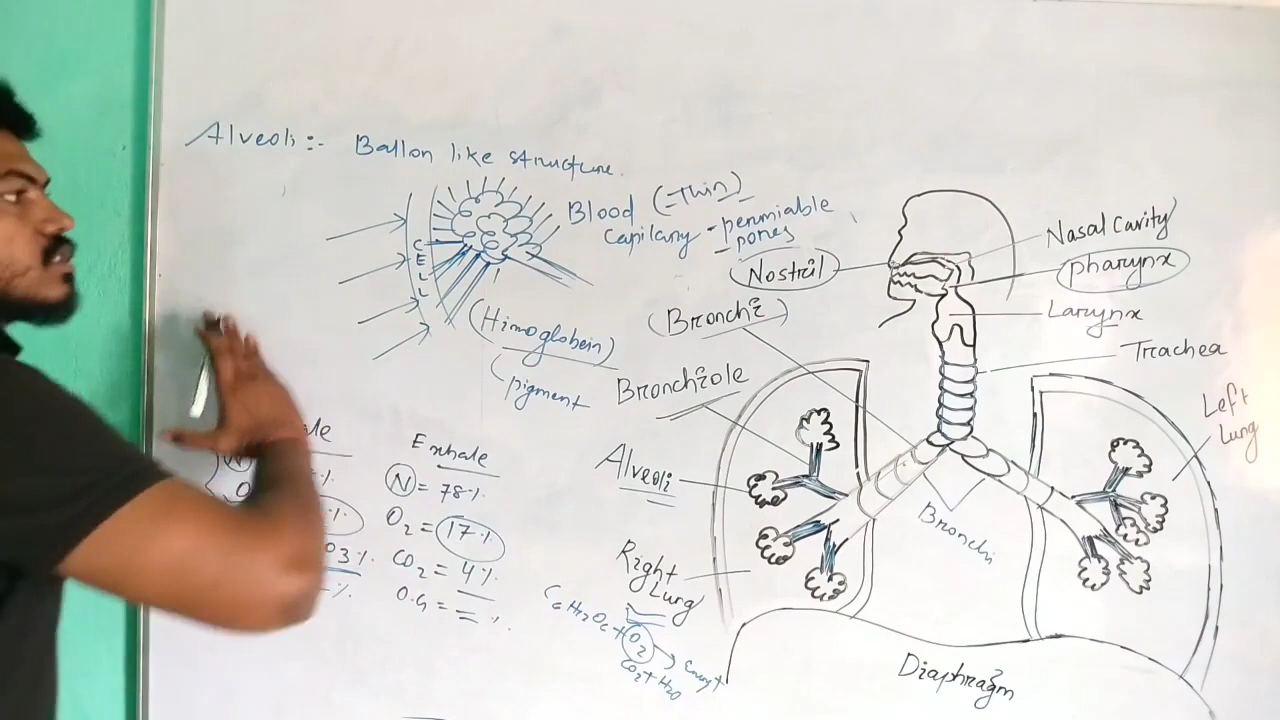 Alveoli :- Ballon like structure.
Blood (-Thin)
Capilary - permiable
pores
CELL
(Himoglobein)
pigment
Nostril
Nasal Cavity
pharynx
Larynx
Trachea
(Bronchi)
Bronchiole
Alveoli
Bronchi
Left
Lung
Right
Lung
Diaphragm
Exhale
N = 78%.
O2 = 17%
CO2 = 4%.
O.G = = %.
03%.
C6H12O6 + O2 → Energy +
CO2 + H2O